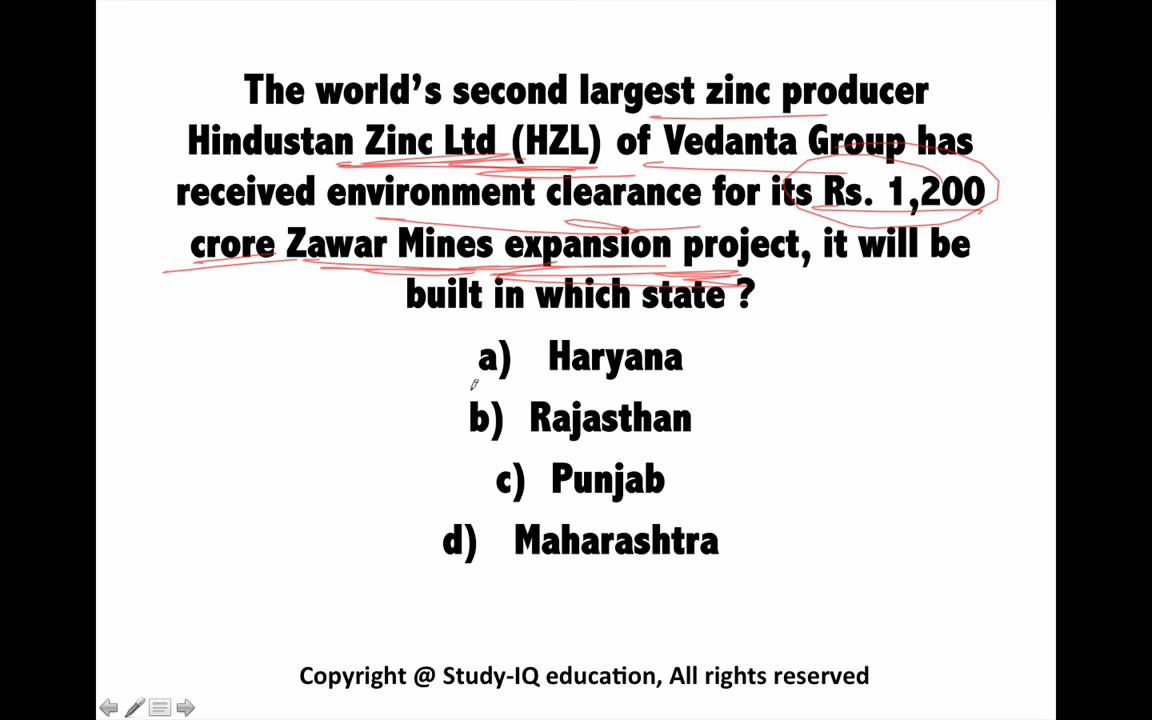 The world’s second largest zinc producer
Hindustan Zinc Ltd (HZL) of Vedanta Group has
received environment clearance for its Rs. 1,200
crore Zawar Mines expansion project, it will be
built in which state ?
a) Haryana
b) Rajasthan
c) Punjab
d) Maharashtra
Copyright @ Study-IQ education, All rights reserved